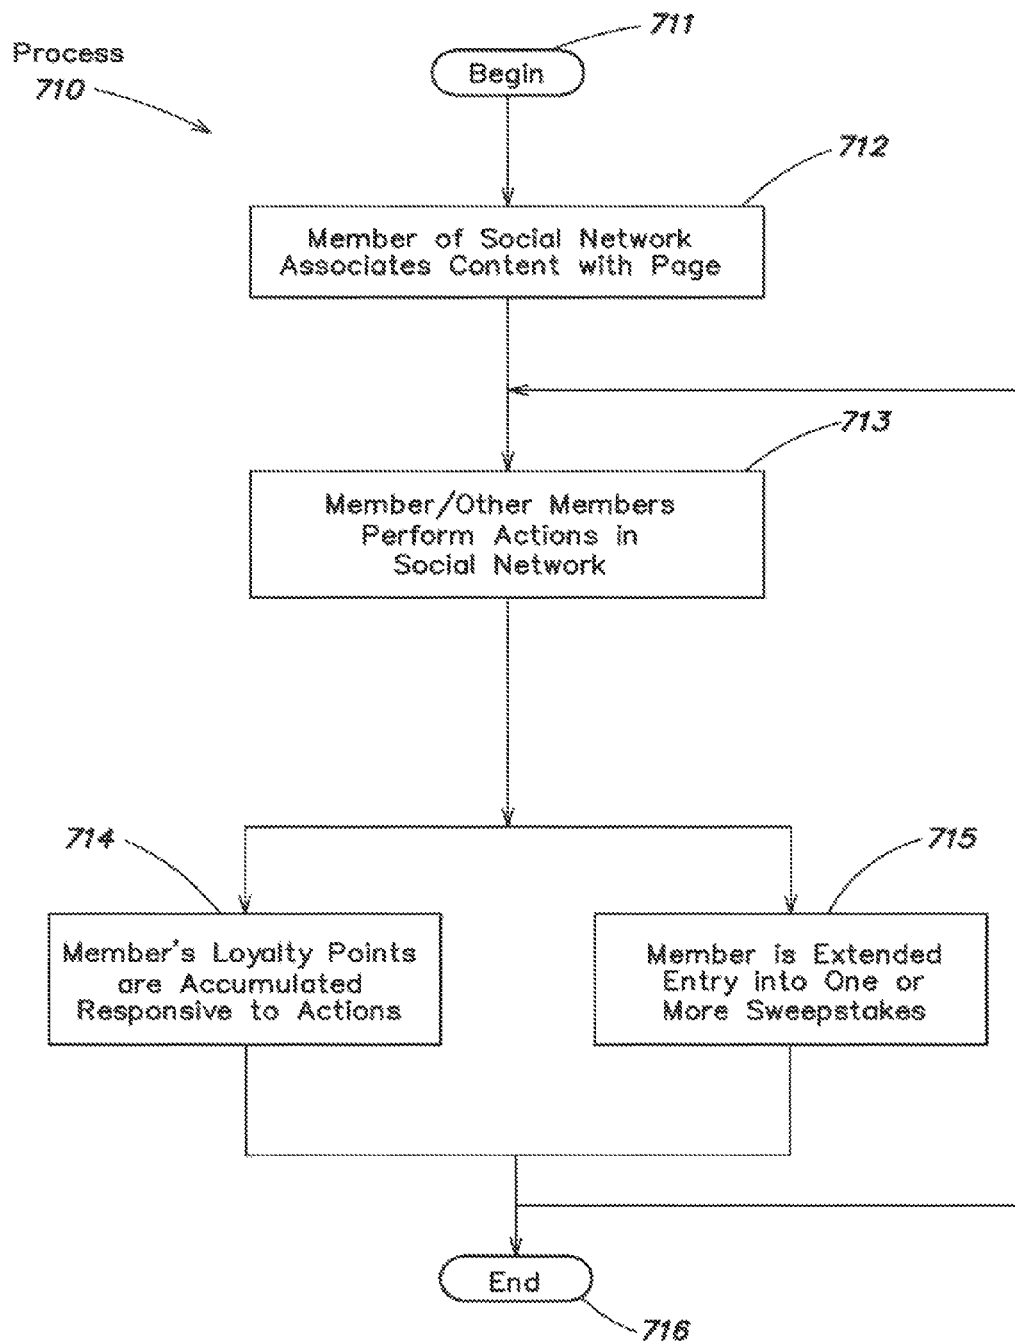 711
Process
710
Begin
712
Member of Social Network
Associates Content with Page
713
Member/Other Members
Perform Actions in
Social Network
714
715
Member's Loyalty Points
are Accumulated
Responsive to Actions
Member is Extended
Entry into One or
More Sweepstakes
End
716